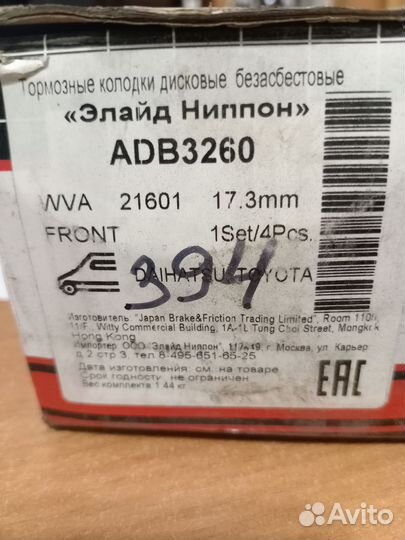 Тормозные колодки дисковые безасбестовые
«Элайд Ниппон»
ADB3260
WVA 21601 17.3mm
FRONT 1Set/4Pcs.
DAIHATSU, TOYOTA
394
Изготовитель "Japan Brake&Friction Trading Limited", Room
11/F., Witty Commercial Building, 1A-1L Tung Choi Street, Mongkok
Hong Kong
Импортер ООО "Элайд Ниппон", г. Москва, ул. Карьер
д. 2 стр 3, тел. 8-495-651-65-25
Дата изготовления: см. на товаре
Срок годности: не ограничен
Вес комплекта 1.44 кг
EAC
Avito